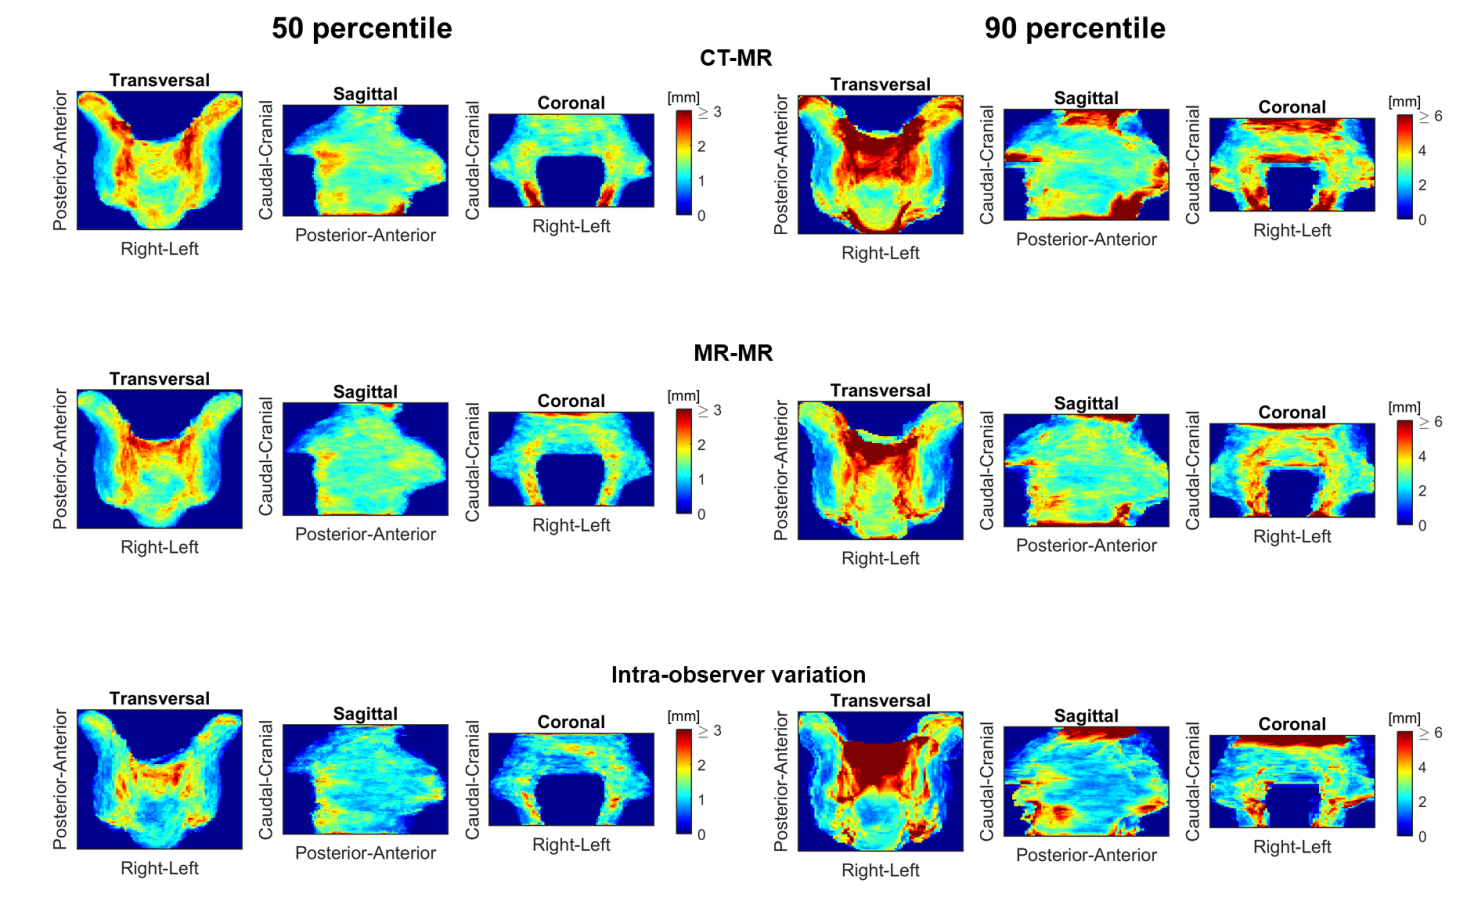 50 percentile
90 percentile
CT-MR
Transversal
Posterior-Anterior
Right-Left
Sagittal
Caudal-Cranial
Posterior-Anterior
Coronal
Caudal-Cranial
Right-Left
[mm]
≥ 3
2
1
0
Transversal
Posterior-Anterior
Right-Left
Sagittal
Caudal-Cranial
Posterior-Anterior
Coronal
Caudal-Cranial
Right-Left
[mm]
≥ 6
4
2
0
MR-MR
Transversal
Posterior-Anterior
Right-Left
Sagittal
Caudal-Cranial
Posterior-Anterior
Coronal
Caudal-Cranial
Right-Left
[mm]
≥ 3
2
1
0
Transversal
Posterior-Anterior
Right-Left
Sagittal
Caudal-Cranial
Posterior-Anterior
Coronal
Caudal-Cranial
Right-Left
[mm]
≥ 6
4
2
0
Intra-observer variation
Transversal
Posterior-Anterior
Right-Left
Sagittal
Caudal-Cranial
Posterior-Anterior
Coronal
Caudal-Cranial
Right-Left
[mm]
≥ 3
2
1
0
Transversal
Posterior-Anterior
Right-Left
Sagittal
Caudal-Cranial
Posterior-Anterior
Coronal
Caudal-Cranial
Right-Left
[mm]
≥ 6
4
2
0